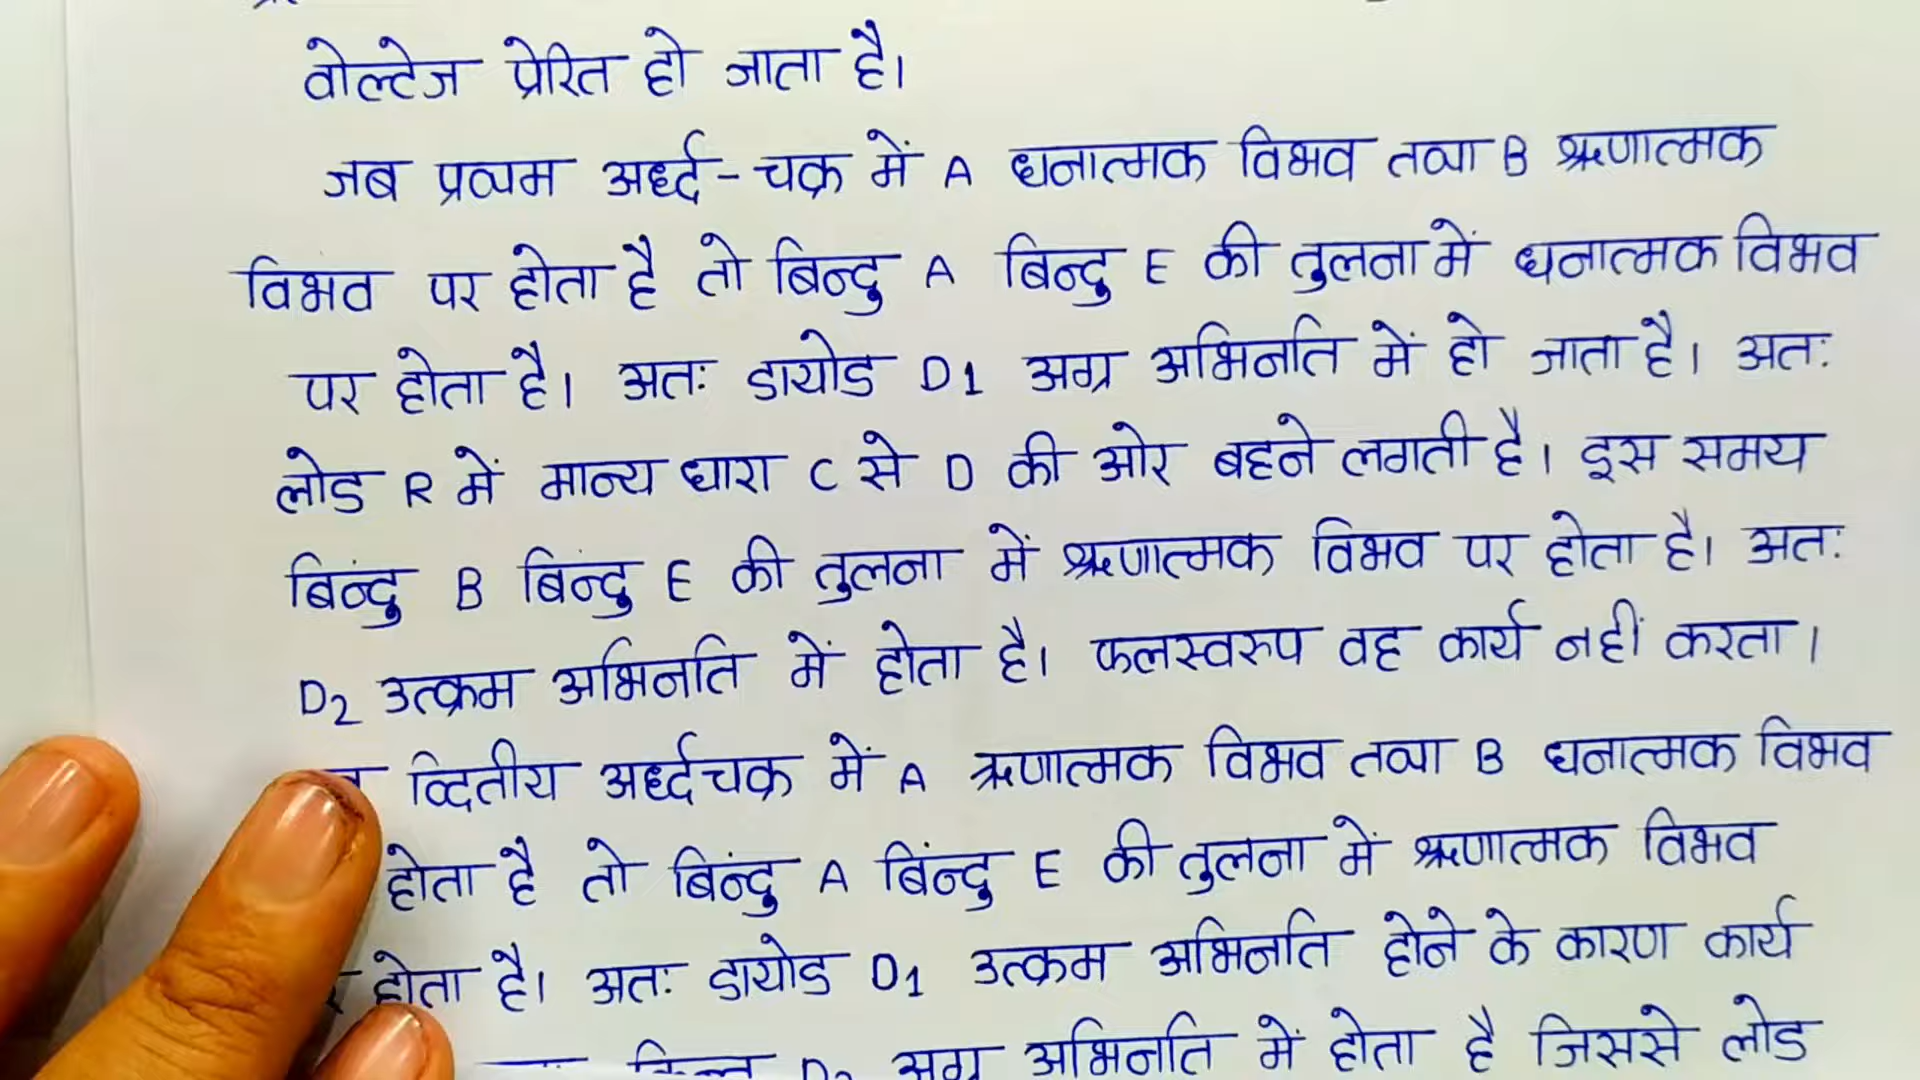 वोल्टेज प्रेरित हो जाता है।
जब प्रथम अर्ध्द-चक्र में A धनात्मक विभव तथा B ऋणात्मक
विभव पर होता है तो बिन्दु A बिन्दु E की तुलना में धनात्मक विभव
पर होता है। अतः डायोड D1 अग्र अभिनति में हो जाता है। अतः
लोड R में मान्य धारा C से D की ओर बहने लगती है। इस समय
बिंन्दु B बिंन्दु E की तुलना में ऋणात्मक विभव पर होता है। अतः
D2 उत्क्रम अभिनति में होता है। फलस्वरुप वह कार्य नहीं करता।
व्दितीय अर्ध्दचक्र में A ऋणात्मक विभव तथा B धनात्मक विभव
होता है तो बिंन्दु A बिंन्दु E की तुलना में ऋणात्मक विभव
होता है। अतः डायोड D1 उत्क्रम अभिनति होने के कारण कार्य
D2 अग्र अभिनति में होता है जिससे लोड